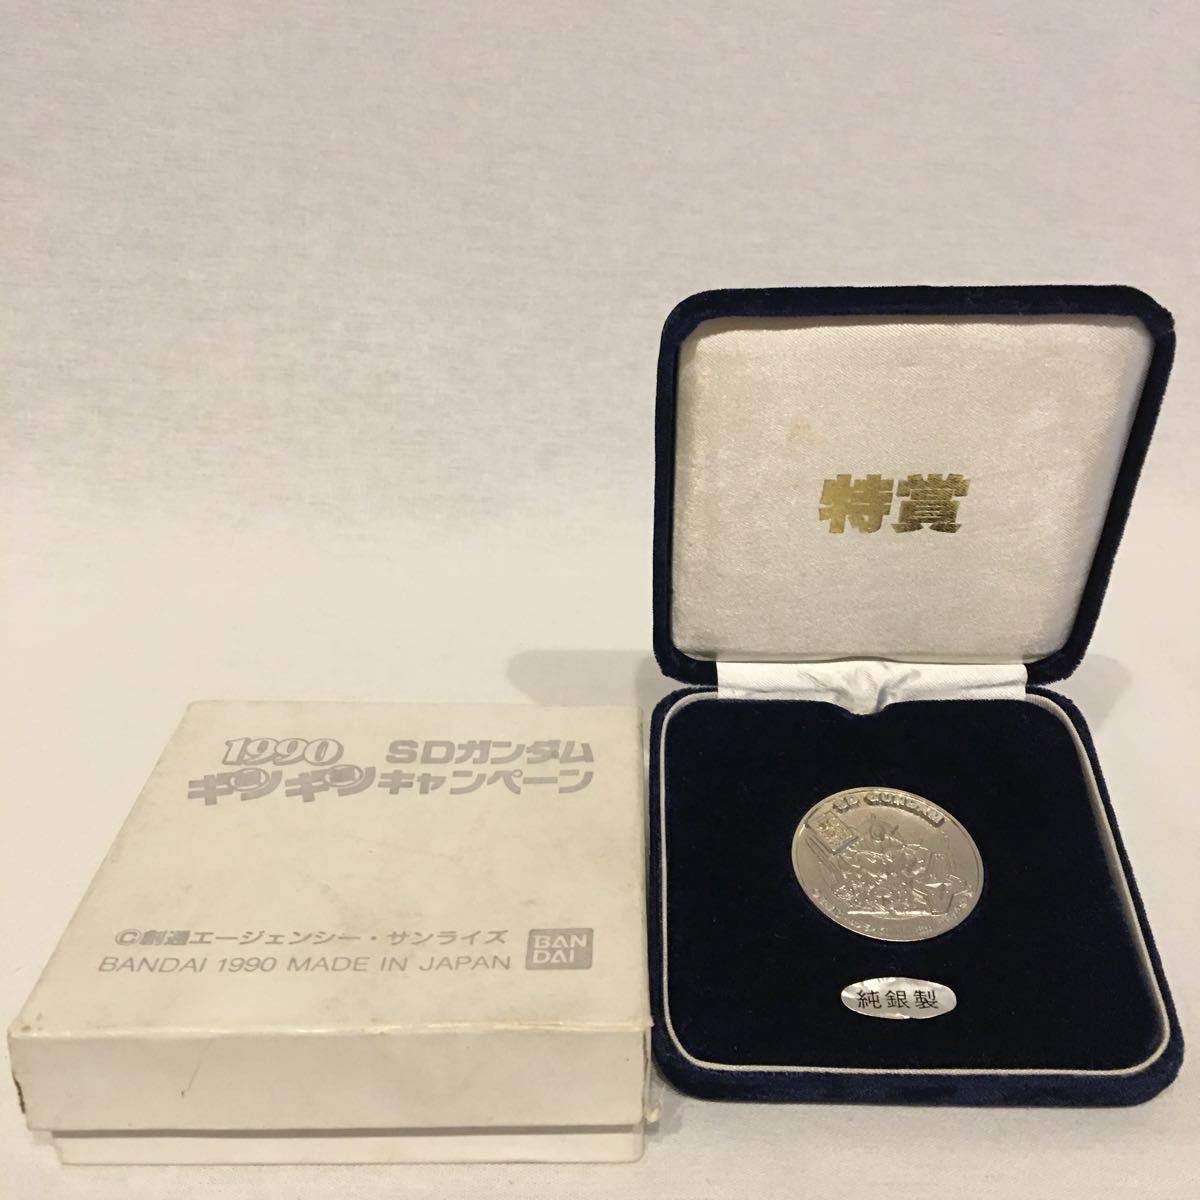 特賞
1990 SDガンダム
ギンギンキャンペーン
©創通エージェンシー・サンライズ
BANDAI 1990 MADE IN JAPAN
BAN
DAI
SD GUNDAM
純銀製